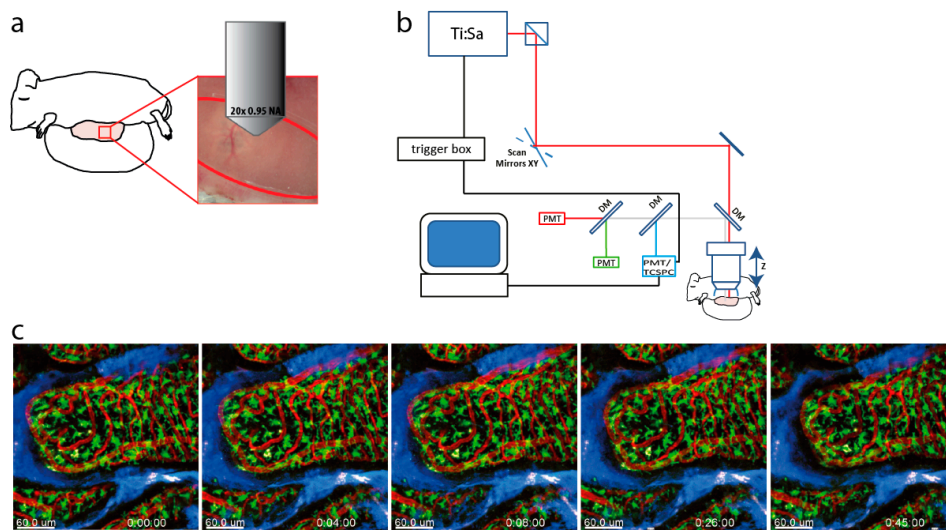 a
20x 0.95 NA
b
Ti:Sa
trigger box
Scan
Mirrors XY
DM
DM
DM
PMT
PMT
PMT/
TCSPC
Z
c
60.0 um
0:00:00
60.0 um
0:04:00
60.0 um
0:06:00
60.0 um
0:26:00
60.0 um
0:45:00